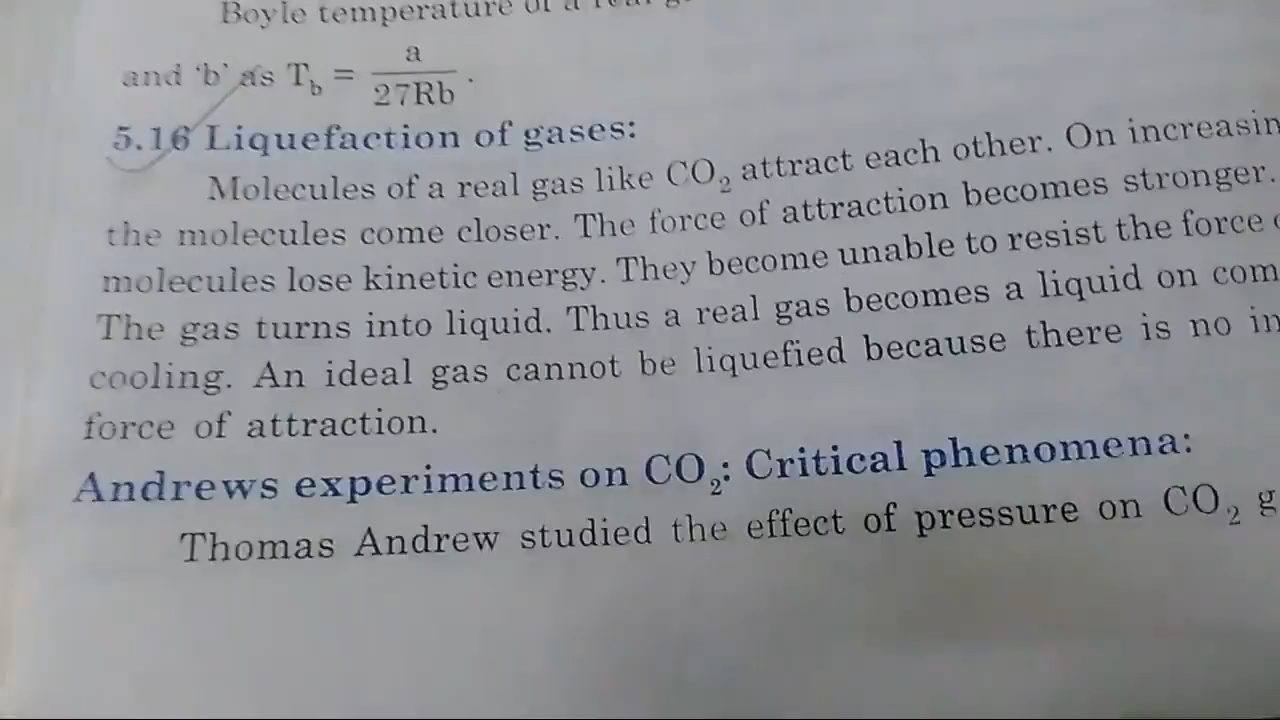 Boyle temperature of a real
and 'b' as T_b = a/27Rb.
5.16 Liquefaction of gases:
Molecules of a real gas like CO₂ attract each other. On increasin
the molecules come closer. The force of attraction becomes stronger.
molecules lose kinetic energy. They become unable to resist the force
The gas turns into liquid. Thus a real gas becomes a liquid on com
cooling. An ideal gas cannot be liquefied because there is no in
force of attraction.
Andrews experiments on CO₂: Critical phenomena:
Thomas Andrew studied the effect of pressure on CO₂ g